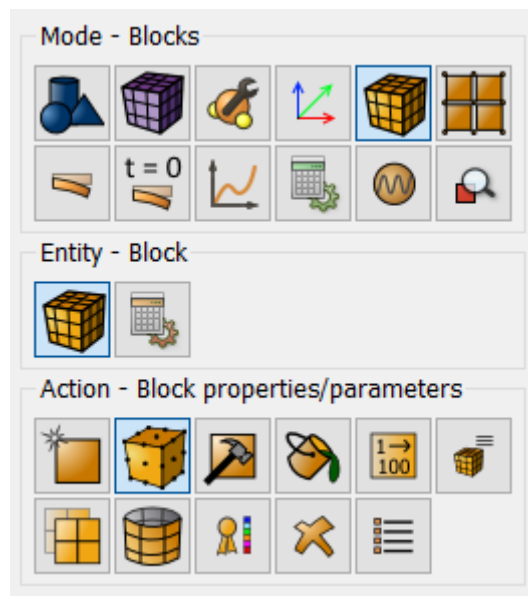 Mode - Blocks
t = 0
Entity - Block
Action - Block properties/parameters
1→
100